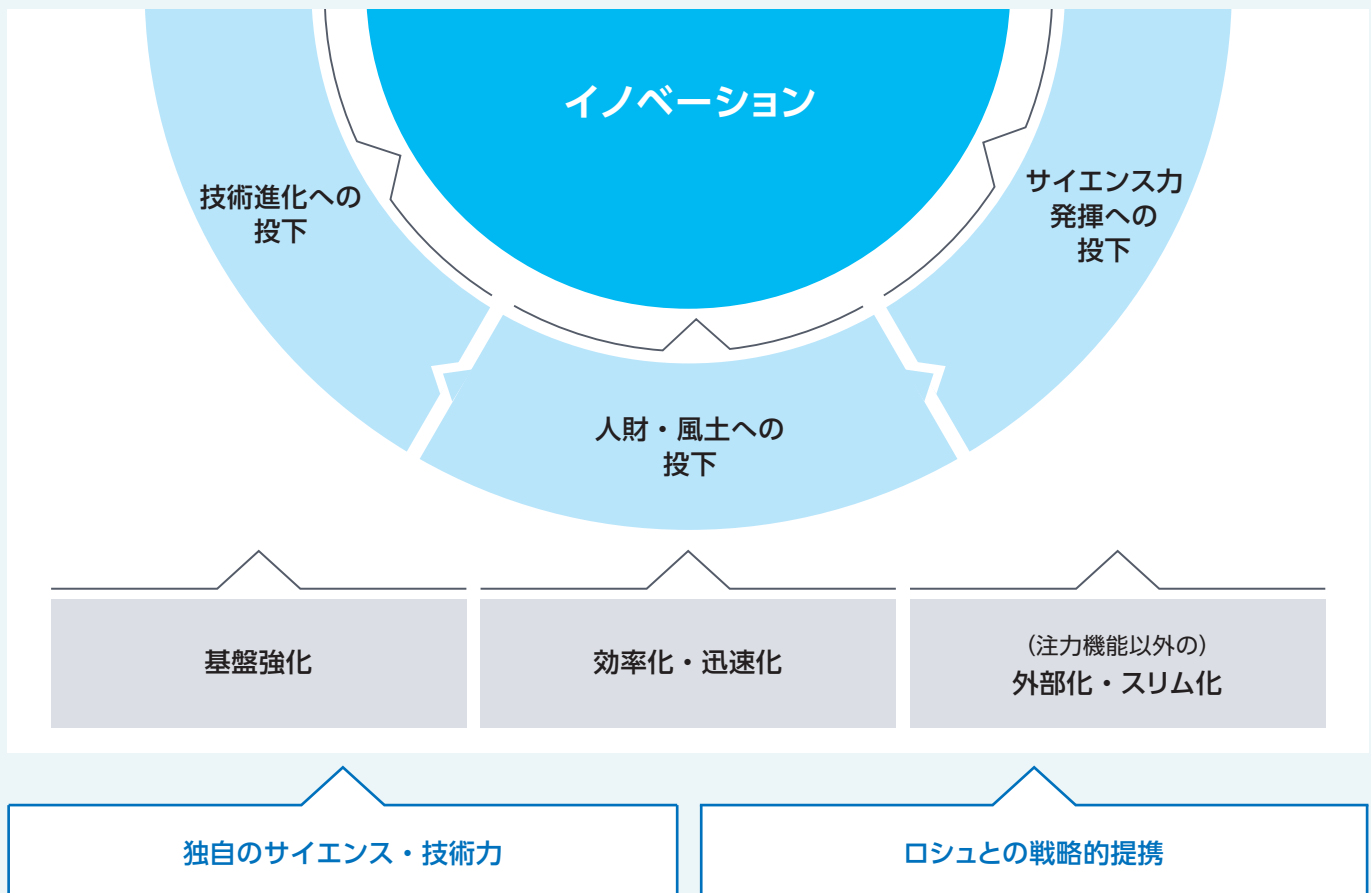 イノベーション
技術進化への
投下
サイエンス力
発揮への
投下
人財・風土への
投下
基盤強化
効率化・迅速化
(注力機能以外の)
外部化・スリム化
独自のサイエンス・技術力
ロシュとの戦略的提携